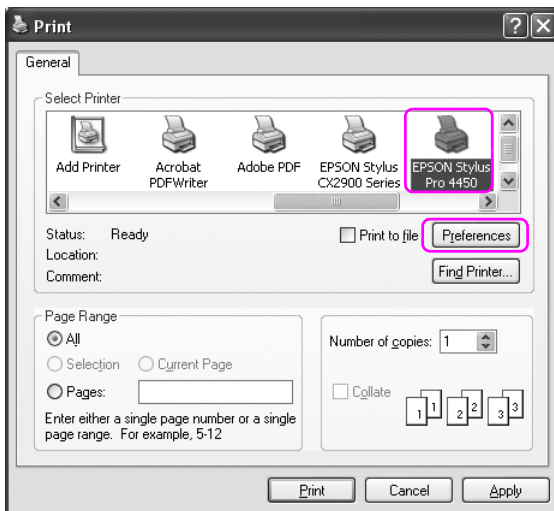 Print
General
Select Printer
Add Printer
Acrobat
PDFWriter
Adobe PDF
EPSON Stylus
CX2900 Series
EPSON Stylus
Pro 4450
Status: Ready
Print to file
Preferences
Location:
Comment:
Find Printer...
Page Range
All
Selection Current Page
Pages:
Enter either a single page number or a single
page range. For example, 5-12
Number of copies: 1
Collate
1 1 2 2 3 3
Print Cancel Apply